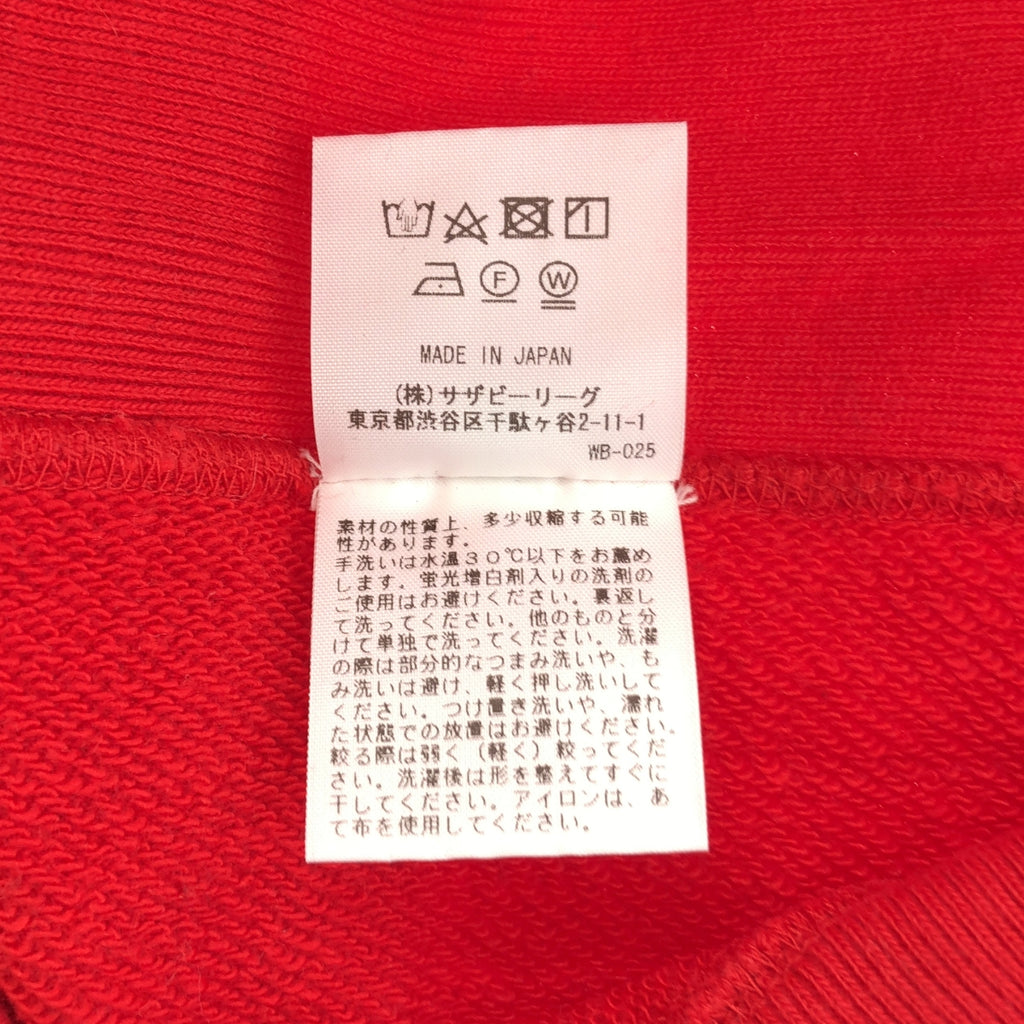 F W
MADE IN JAPAN
(株)サザビーリーグ
東京都渋谷区千駄ヶ谷2-11-1
WB-025
素材の性質上、多少収縮する可能
性があります。
手洗いは水温30℃以下をお薦め
します。蛍光増白剤入りの洗剤の
ご使用はお避けください。裏返し
て洗ってください。他のものと分
けて単独で洗ってください。洗濯
の際は部分的なつまみ洗いや、も
み洗いは避け、軽く押し洗いして
ください。つけ置き洗いや、濡れ
た状態での放置はお避けください。
絞る際は弱く(軽く)絞ってくだ
さい。洗濯後は形を整えてすぐに
干してください。アイロンは、あ
て布を使用してください。